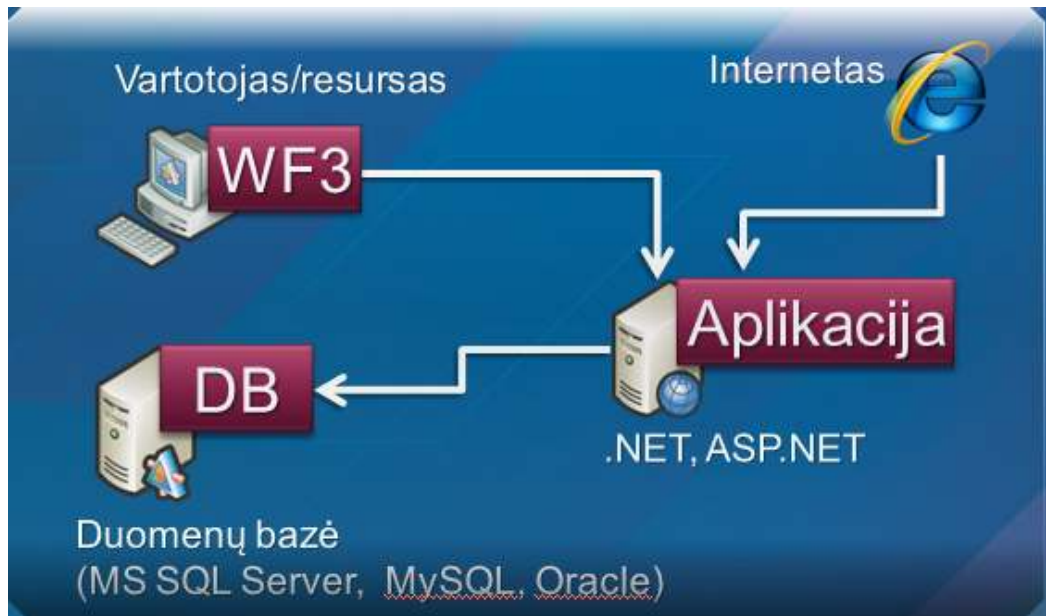 Vartotojas/resursas
Internetas
WF3
Aplikacija
DB
.NET, ASP.NET
Duomenų bazė
(MS SQL Server, MySQL, Oracle)